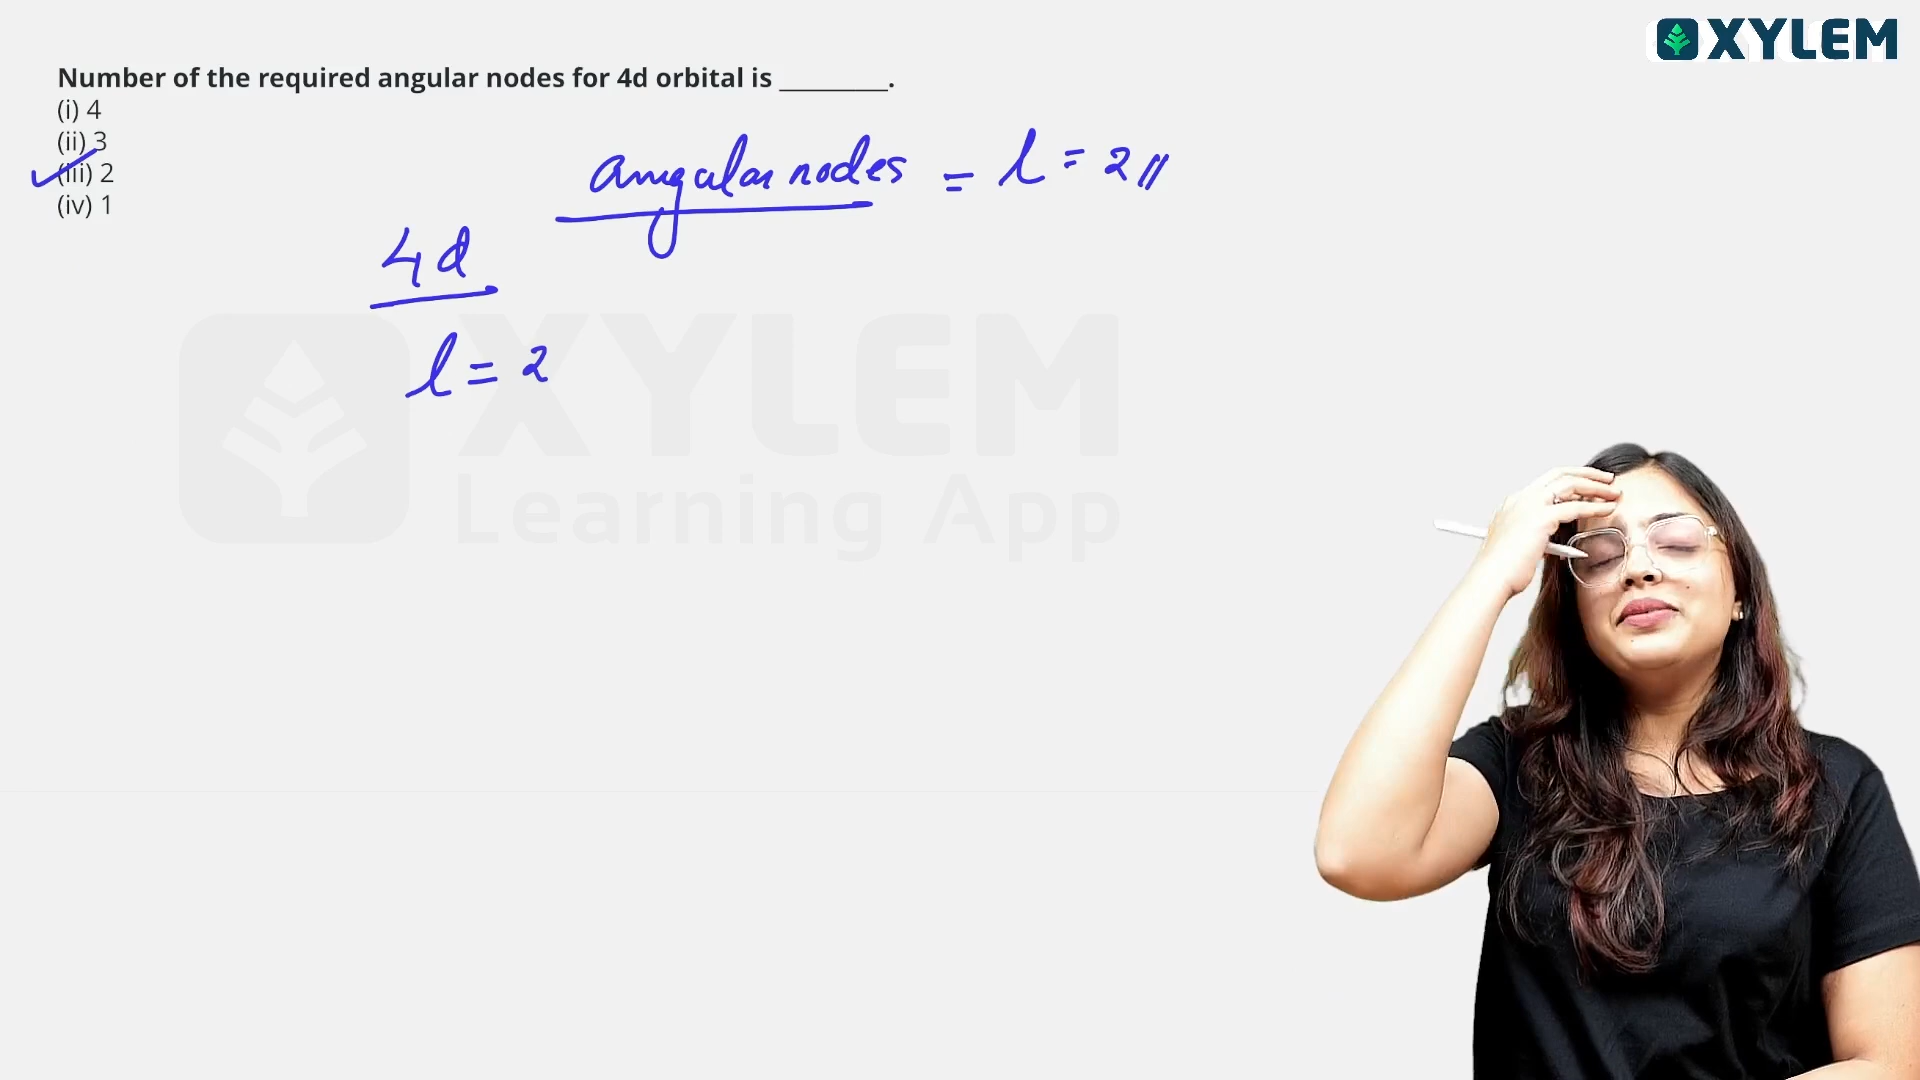 XYLEM
Number of the required angular nodes for 4d orbital is ________.
(i) 4
(ii) 3
(iii) 2
(iv) 1
angular nodes = l = 2
4d
l = 2
XYLEM
Learning App